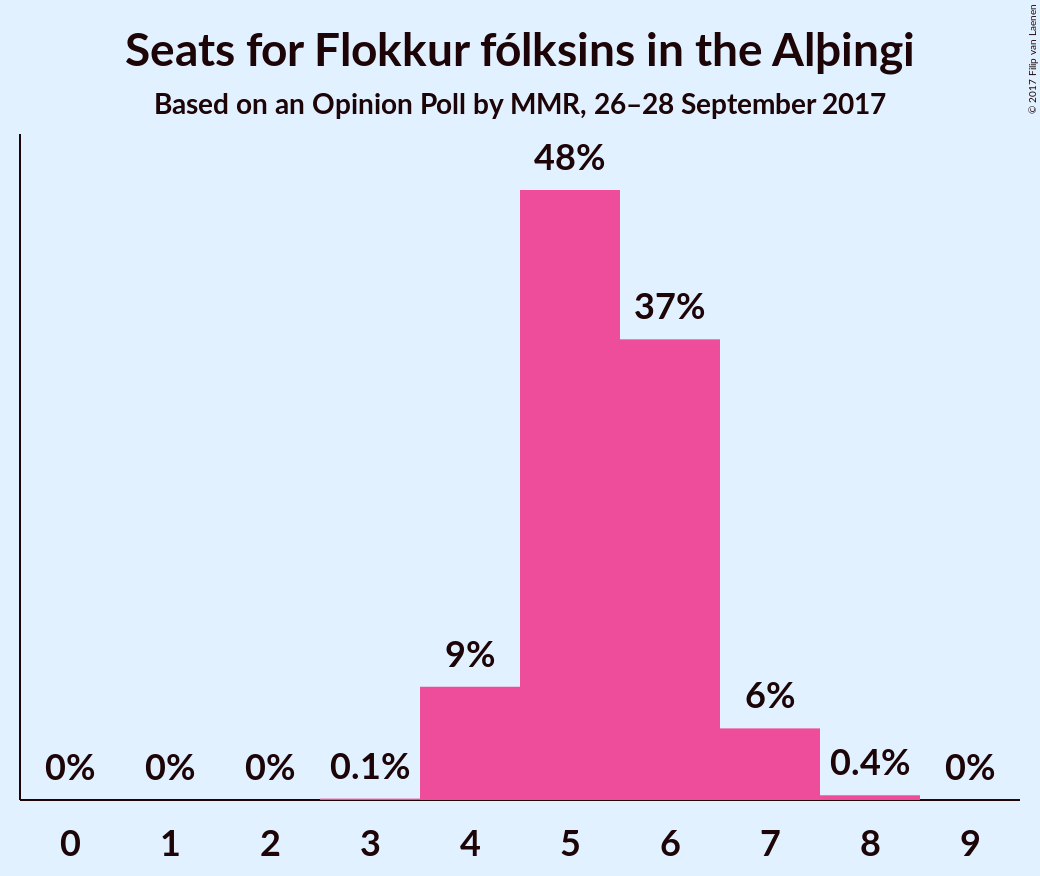 Seats for Flokkur fólksins in the Alþingi
Based on an Opinion Poll by MMR, 26–28 September 2017
© 2017 Filip van Laenen
48%
37%
9%
6%
0% 0% 0% 0.1% 0.4% 0%
0 1 2 3 4 5 6 7 8 9